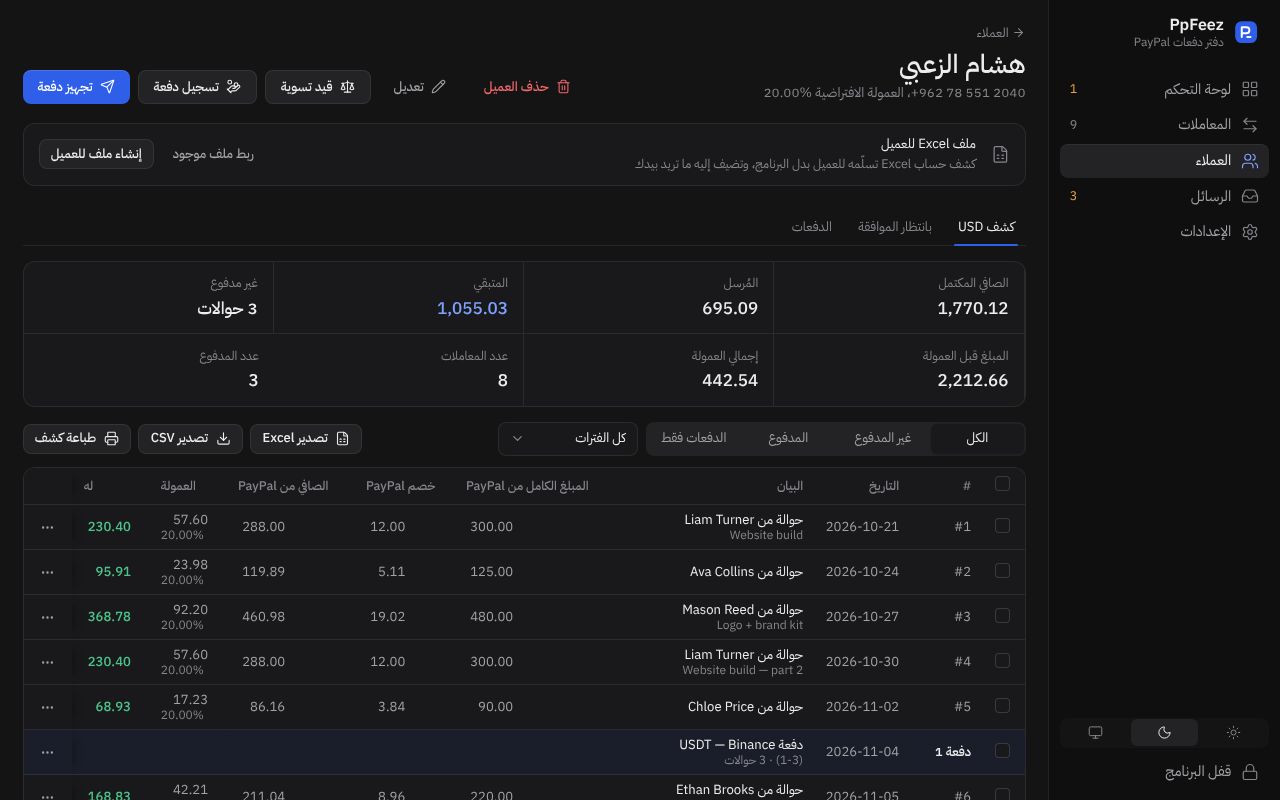 PpFeez
دفتر دفعات PayPal
لوحة التحكم 1
المعاملات 9
العملاء
الرسائل 3
الإعدادات
قفل البرنامج
→ العملاء
هشام الزعبي
+962 78 551 2040، العمولة الافتراضية 20.00%
حذف العميل
تعديل
قيد تسوية
تسجيل دفعة
تجهيز دفعة
ملف Excel للعميل
كشف حساب Excel تسلّمه للعميل بدل البرنامج، وتضيف إليه ما تريد بيدك
ربط ملف موجود
إنشاء ملف للعميل
كشف USD
بانتظار الموافقة
الدفعات
الصافي المكتمل
1,770.12
المُرسل
695.09
المتبقي
1,055.03
غير مدفوع
3 حوالات
المبلغ قبل العمولة
2,212.66
إجمالي العمولة
442.54
عدد المعاملات
8
عدد المدفوع
3
الكل
غير المدفوع
المدفوع
الدفعات فقط
كل الفترات
تصدير Excel
تصدير CSV
طباعة كشف
# التاريخ البيان المبلغ الكامل من PayPal خصم PayPal الصافي من PayPal العمولة له
#1 2026-10-21 حوالة من Liam Turner 300.00 12.00 288.00 57.60 230.40
Website build 20.00%
#2 2026-10-24 حوالة من Ava Collins 125.00 5.11 119.89 23.98 95.91
20.00%
#3 2026-10-27 حوالة من Mason Reed 480.00 19.02 460.98 92.20 368.78
Logo + brand kit 20.00%
#4 2026-10-30 حوالة من Liam Turner 300.00 12.00 288.00 57.60 230.40
Website build — part 2 20.00%
#5 2026-11-02 حوالة من Chloe Price 90.00 3.84 86.16 17.23 68.93
20.00%
دفعة 1 2026-11-04 دفعة USDT — Binance
(1-3) · 3 حوالات
#6 2026-11-05 حوالة من Ethan Brooks 220.00 8.96 211.04 42.21 168.83